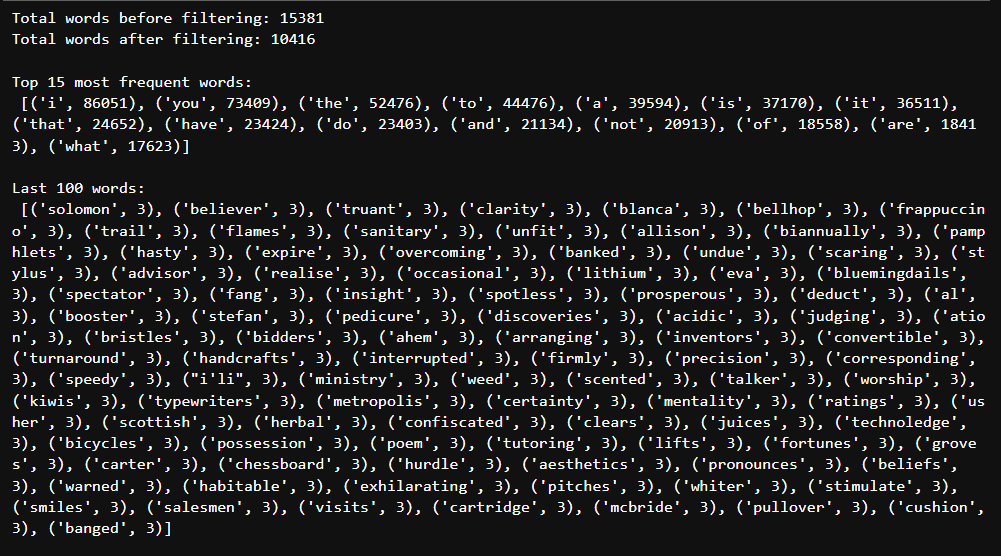 Total words before filtering: 15381
Total words after filtering: 10416
Top 15 most frequent words:
[('i', 86051), ('you', 73409), ('the', 52476), ('to', 44476), ('a', 39594), ('is', 37170), ('it', 36511),
('that', 24652), ('have', 23424), ('do', 23403), ('and', 21134), ('not', 20913), ('of', 18558), ('are', 1841
3), ('what', 17623)]
Last 100 words:
[('solomon', 3), ('believer', 3), ('truant', 3), ('clarity', 3), ('blanca', 3), ('bellhop', 3), ('frappuccin
o', 3), ('trail', 3), ('flames', 3), ('sanitary', 3), ('unfit', 3), ('allison', 3), ('biannually', 3), ('pamp
hlets', 3), ('hasty', 3), ('expire', 3), ('overcoming', 3), ('banked', 3), ('undue', 3), ('scaring', 3), ('st
ylus', 3), ('advisor', 3), ('realise', 3), ('occasional', 3), ('lithium', 3), ('eva', 3), ('bluemingdails',
3), ('spectator', 3), ('fang', 3), ('insight', 3), ('spotless', 3), ('prosperous', 3), ('deduct', 3), ('al',
3), ('booster', 3), ('stefan', 3), ('pedicure', 3), ('discoveries', 3), ('acidic', 3), ('judging', 3), ('atio
n', 3), ('bristles', 3), ('bidders', 3), ('ahem', 3), ('arranging', 3), ('inventors', 3), ('convertible', 3),
('turnaround', 3), ('handcrafts', 3), ('interrupted', 3), ('firmly', 3), ('precision', 3), ('corresponding',
3), ('speedy', 3), ("i'li", 3), ('ministry', 3), ('weed', 3), ('scented', 3), ('talker', 3), ('worship', 3),
('kiwis', 3), ('typewriters', 3), ('metropolis', 3), ('certainty', 3), ('mentality', 3), ('ratings', 3), ('us
her', 3), ('scottish', 3), ('herbal', 3), ('confiscated', 3), ('clears', 3), ('juices', 3), ('technoledge',
3), ('bicycles', 3), ('possession', 3), ('poem', 3), ('tutoring', 3), ('lifts', 3), ('fortunes', 3), ('grove
s', 3), ('carter', 3), ('chessboard', 3), ('hurdle', 3), ('aesthetics', 3), ('pronounces', 3), ('beliefs',
3), ('warned', 3), ('habitable', 3), ('exhilarating', 3), ('pitches', 3), ('whiter', 3), ('stimulate', 3),
('smiles', 3), ('salesmen', 3), ('visits', 3), ('cartridge', 3), ('mcbride', 3), ('pullover', 3), ('cushion',
3), ('banged', 3)]